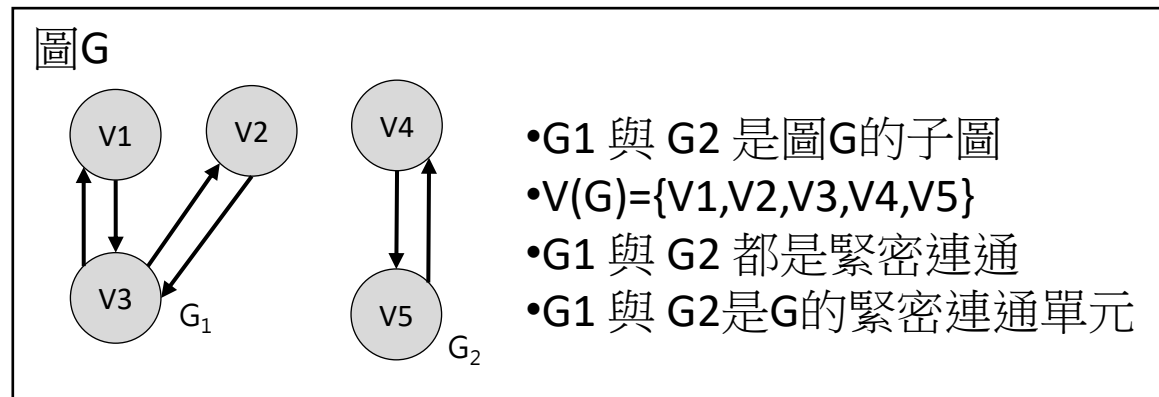 圖G
V1
V2
V4
V3
G1
V5
G2
•G1 與 G2 是圖G的子圖
•V(G)={V1,V2,V3,V4,V5}
•G1 與 G2 都是緊密連通
•G1 與 G2是G的緊密連通單元